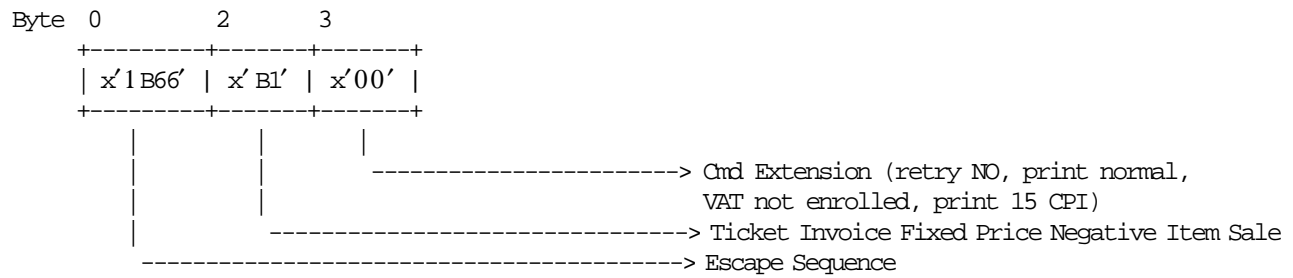 Byte 0 2 3
+---------+-------+-------+
| x'1B66' | x'B1' | x'00' |
+---------+-------+-------+
| | |
| | ------------------------> Cmd Extension (retry NO, print normal,
| | VAT not enrolled, print 15 CPI)
| --------------------------------> Ticket Invoice Fixed Price Negative Item Sale
------------------------------------------> Escape Sequence